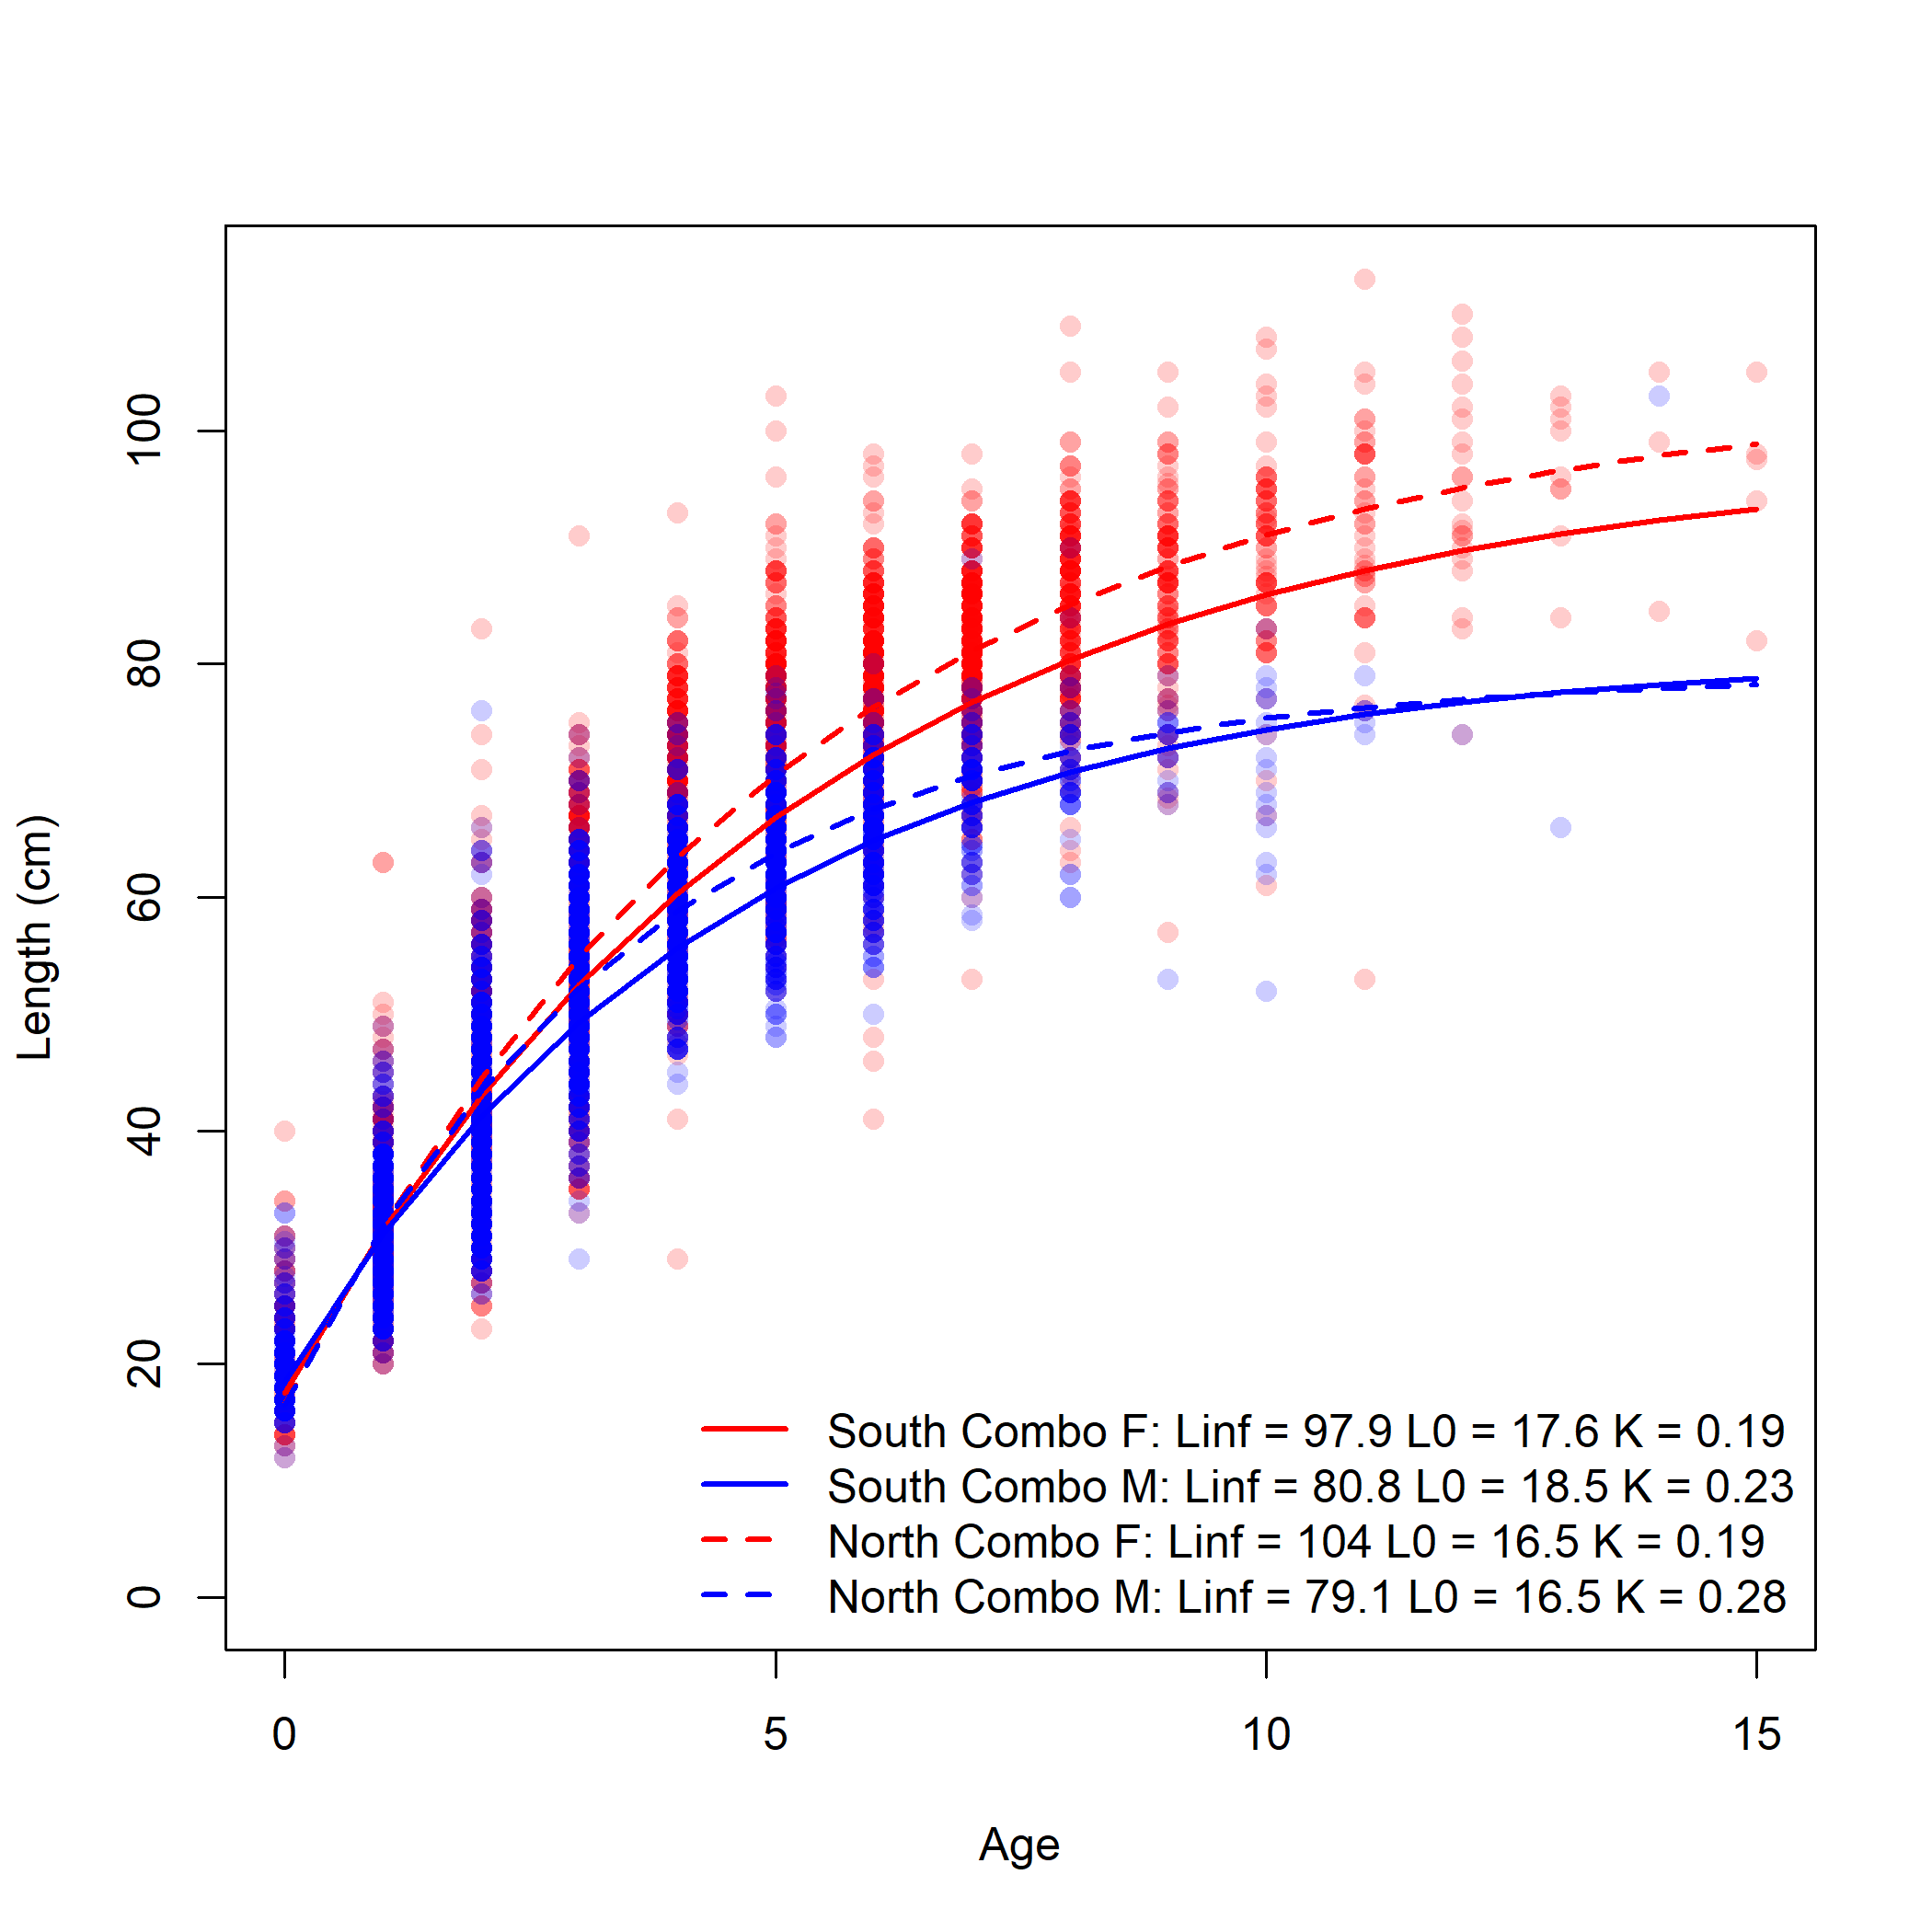 Length (cm)
100
80
60
40
20
0
South Combo F: Linf = 97.9 L0 = 17.6 K = 0.19
South Combo M: Linf = 80.8 L0 = 18.5 K = 0.23
North Combo F: Linf = 104 L0 = 16.5 K = 0.19
North Combo M: Linf = 79.1 L0 = 16.5 K = 0.28
0 5 10 15
Age